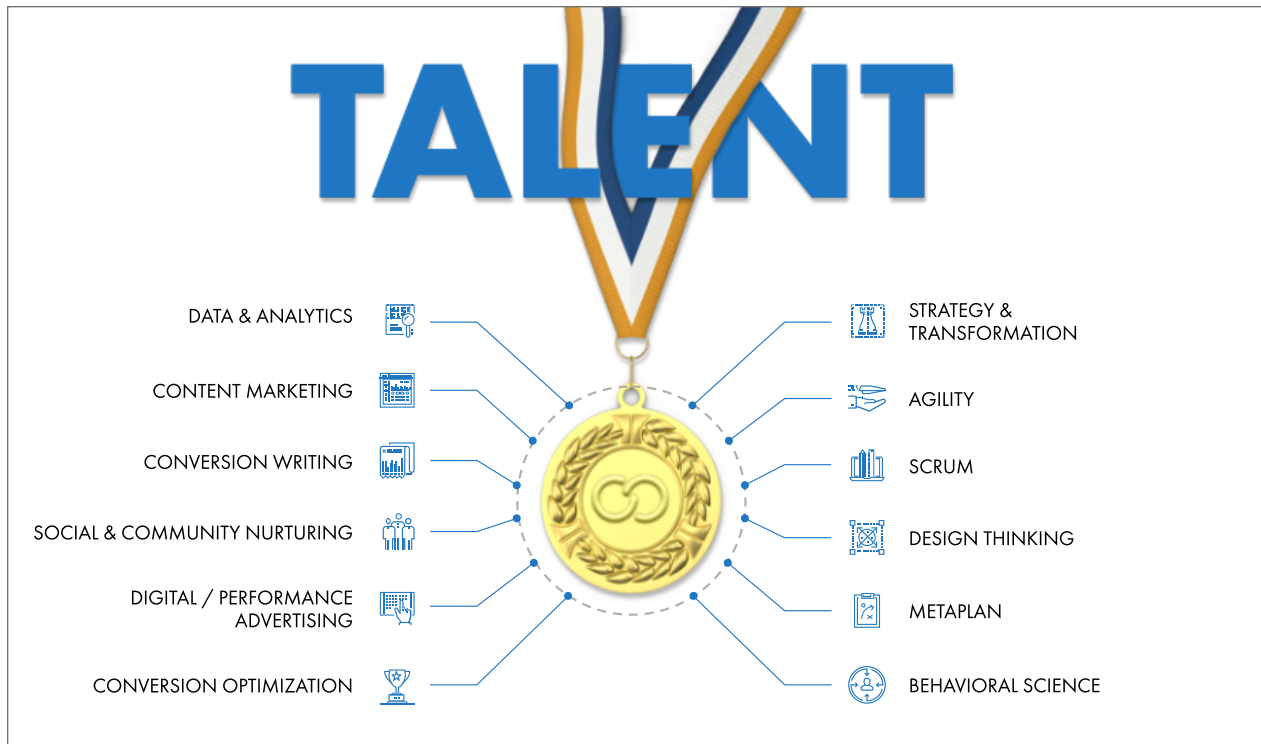 TALENT
DATA & ANALYTICS
CONTENT MARKETING
CONVERSION WRITING
SOCIAL & COMMUNITY NURTURING
DIGITAL / PERFORMANCE
ADVERTISING
CONVERSION OPTIMIZATION
STRATEGY &
TRANSFORMATION
AGILITY
SCRUM
DESIGN THINKING
METAPLAN
BEHAVIORAL SCIENCE